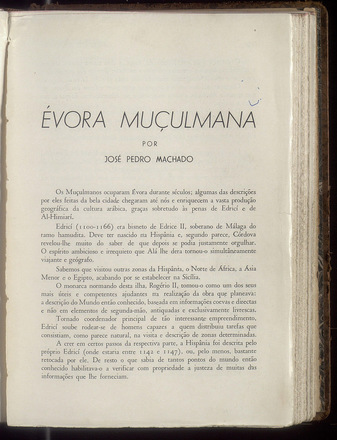 ÉVORA MUÇULMANA
POR
JOSÉ PEDRO MACHADO
Os Muçulmanos ocuparam Évora durante séculos; algumas das descrições
por eles feitas da bela cidade chegaram até nós e enriquecem a vasta produção
geográfica da cultura arábica, graças sobretudo às penas de Edricí e de
Al-Himiarí.
Edricí (1100-1166) era bisneto de Edrice II, soberano de Málaga do
ramo hamudita. Deve ter nascido na Hispânia e, segundo parece, Córdova
revelou-lhe muito do saber de que depois se podia justamente orgulhar.
O espírito ambicioso e irrequieto que Alá lhe dera tornou-o simultâneamente
viajante e geógrafo.
Sabemos que visitou outras zonas da Hispânia, o Norte de África, a Ásia
Menor e o Egipto, acabando por se estabelecer na Sicília.
O monarca normando desta ilha, Rogério II, tomou-o como um dos seus
mais úteis e competentes ajudantes na realização da obra que planeava:
a descrição do Mundo então conhecido, baseada em informações coevas e directas
e não em elementos de segunda-mão, antiquadas e exclusivamente livrescas.
Tornado coordenador principal de tão interessante empreendimento,
Edricí soube rodear-se de homens capazes a quem distribuiu tarefas que
consistiam, como parece natural, na visita e descrição de zonas determinadas.
A crer em certos passos da respectiva parte, a Hispânia foi descrita pelo
próprio Edricí (onde estaria entre 1142 e 1147), ou, pelo menos, bastante
retocada por ele. De resto o que sabia de tantos pontos do mundo então
conhecido habilitava-o a verificar com propriedade a justeza de muitas das
informações que lhe forneciam.